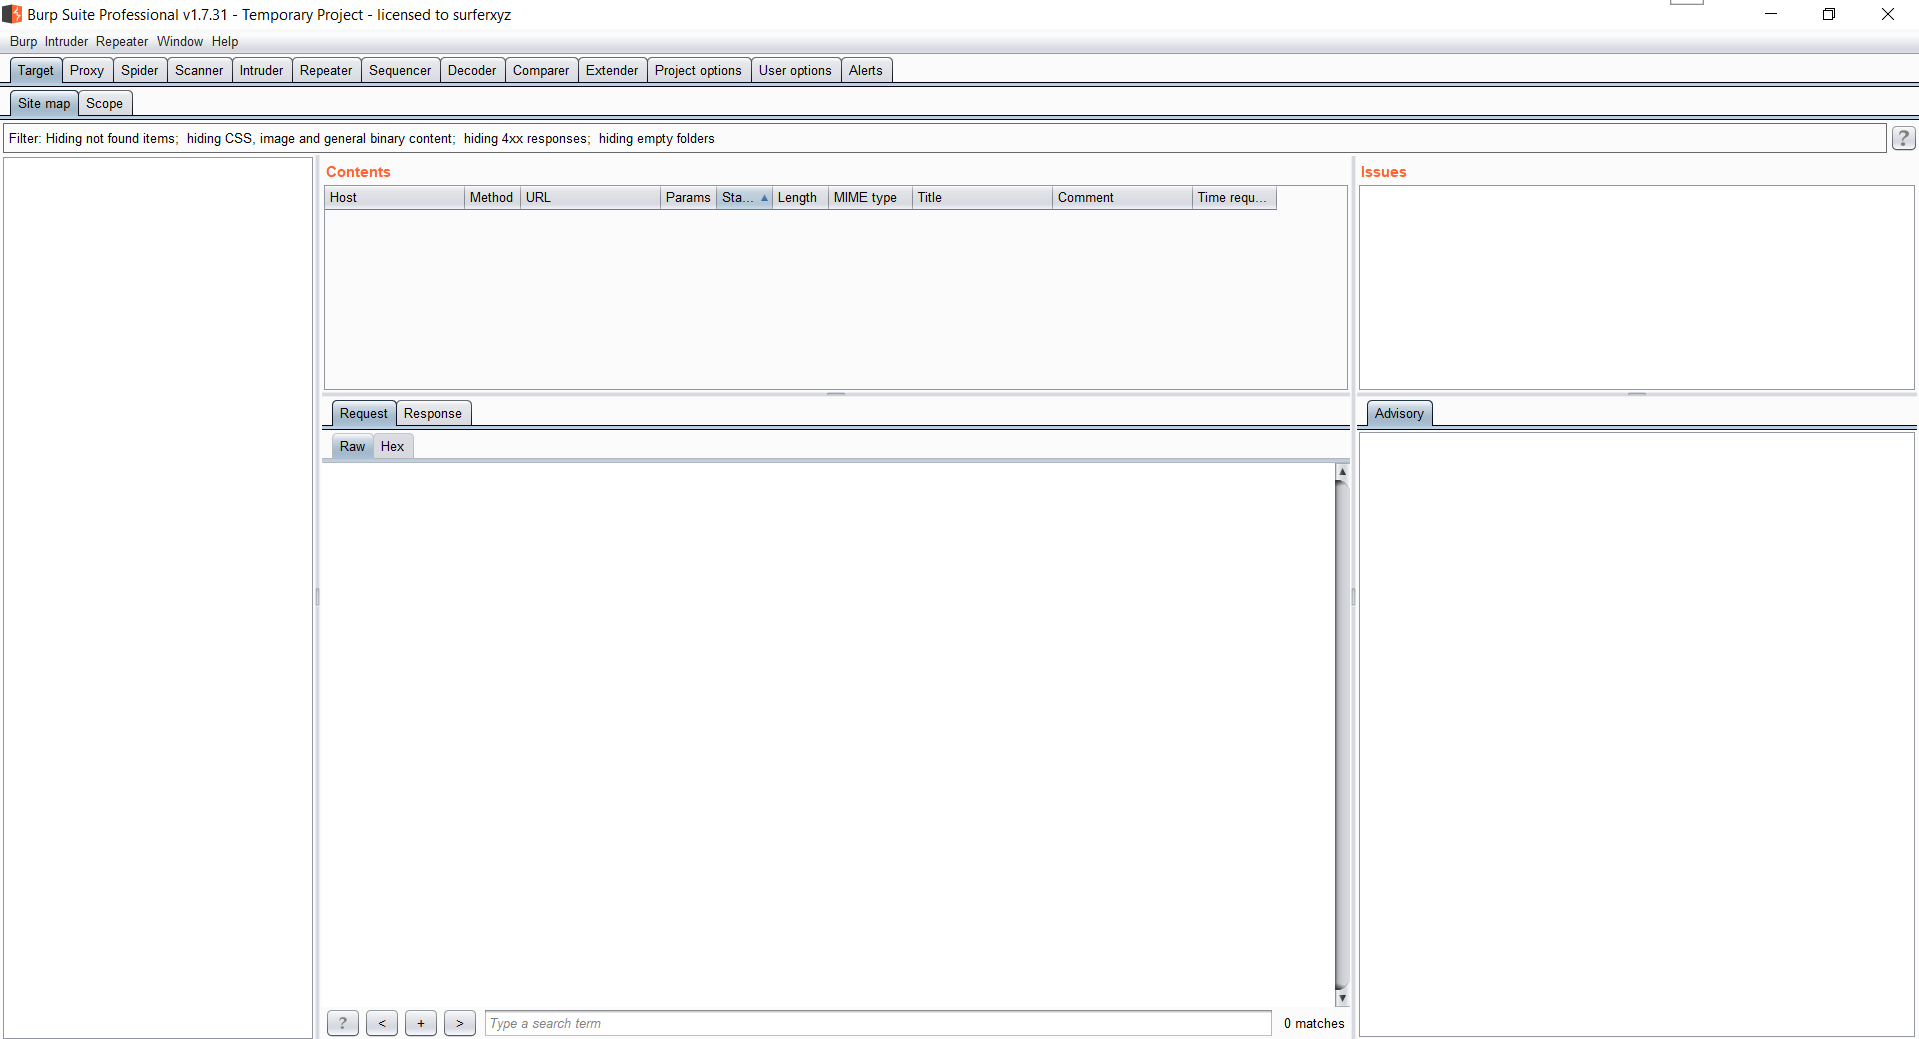 Burp Suite Professional v1.7.31 - Temporary Project - licensed to surferxyz
Burp Intruder Repeater Window Help
Target Proxy Spider Scanner Intruder Repeater Sequencer Decoder Comparer Extender Project options User options Alerts
Site map Scope
Filter: Hiding not found items; hiding CSS, image and general binary content; hiding 4xx responses; hiding empty folders
?
Contents
Host Method URL Params Sta... Length MIME type Title Comment Time requ...
Issues
Request Response
Raw Hex
Advisory
? < + > Type a search term 0 matches